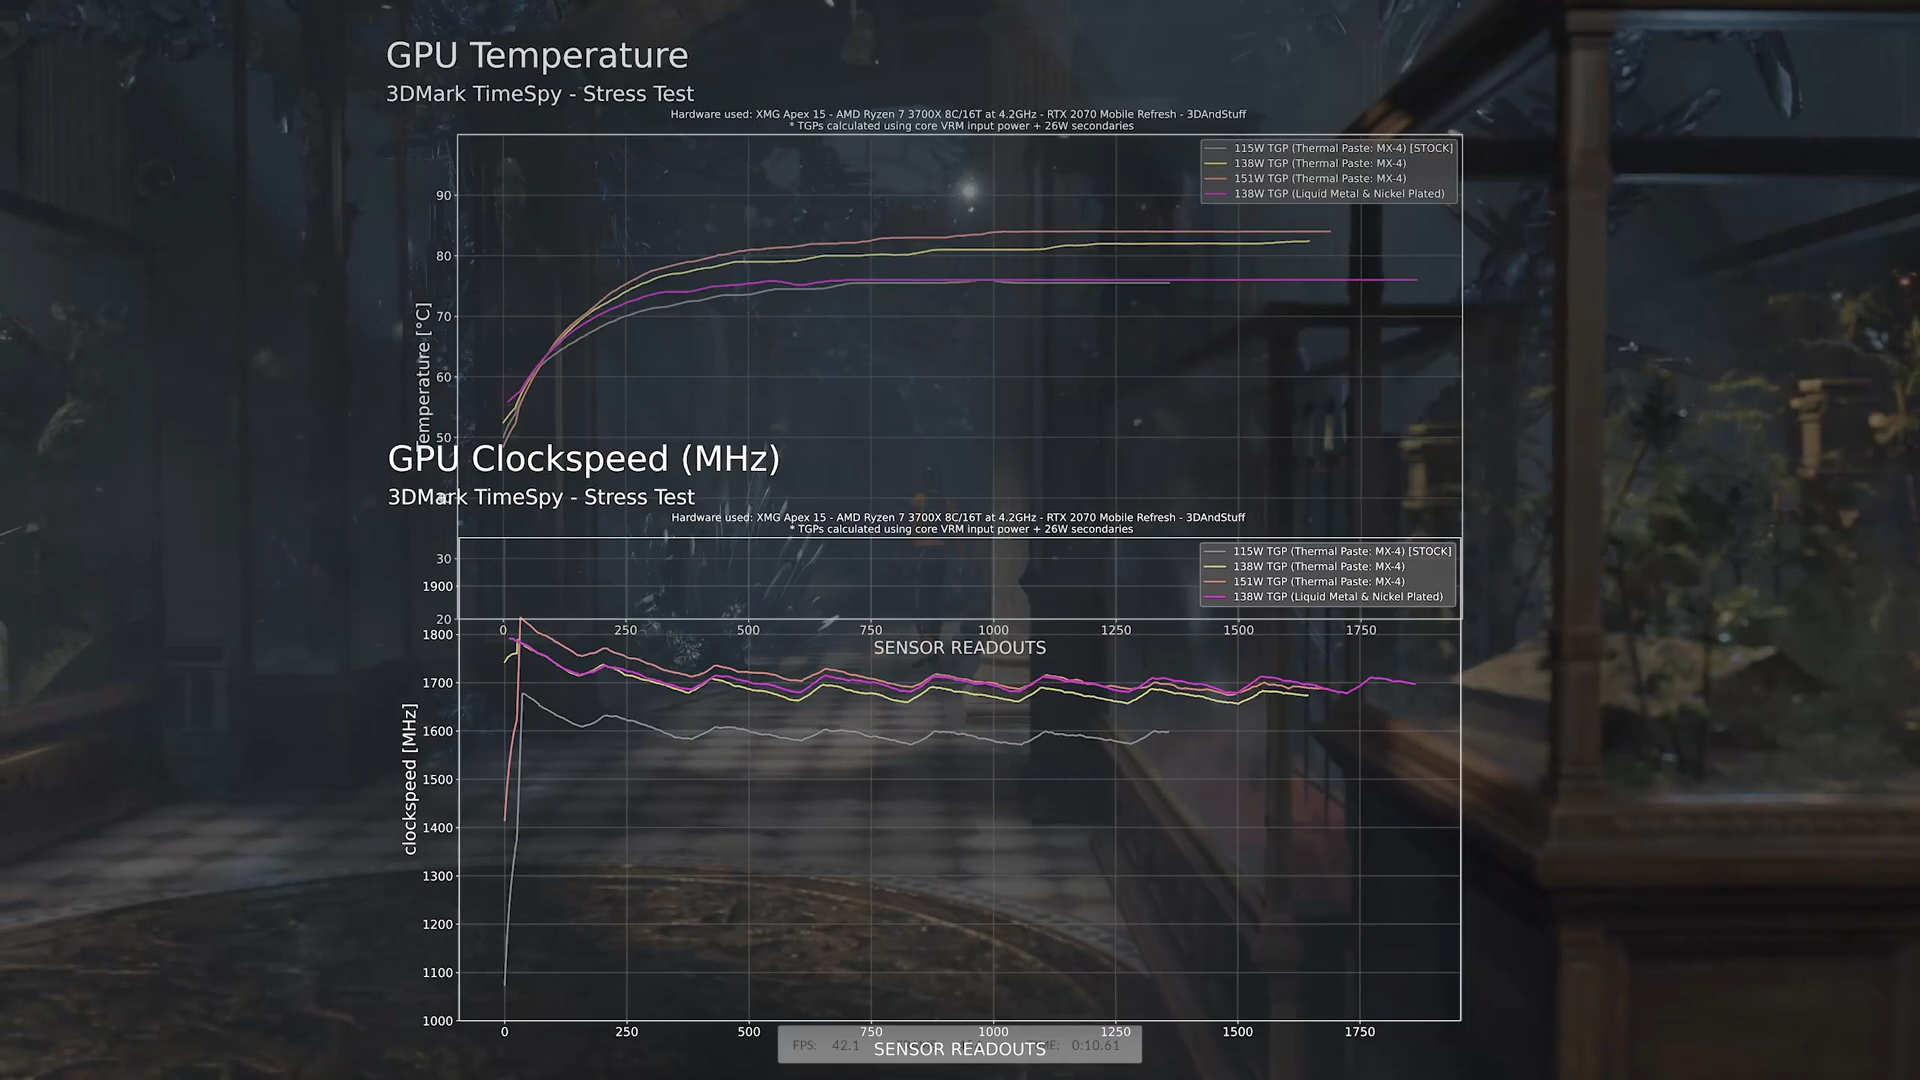 GPU Temperature
3DMark TimeSpy - Stress Test
Hardware used: XMG Apex 15 - AMD Ryzen 7 3700X 8C/16T at 4.2GHz - RTX 2070 Mobile Refresh - 3DAndStuff
* TGPs calculated using core VRM input power + 26W secondaries
115W TGP (Thermal Paste: MX-4) [STOCK]
138W TGP (Thermal Paste: MX-4)
151W TGP (Thermal Paste: MX-4)
138W TGP (Liquid Metal & Nickel Plated)
90
80
70
60
50
Temperature [°C]
GPU Clockspeed (MHz)
3DMark TimeSpy - Stress Test
Hardware used: XMG Apex 15 - AMD Ryzen 7 3700X 8C/16T at 4.2GHz - RTX 2070 Mobile Refresh - 3DAndStuff
* TGPs calculated using core VRM input power + 26W secondaries
115W TGP (Thermal Paste: MX-4) [STOCK]
138W TGP (Thermal Paste: MX-4)
151W TGP (Thermal Paste: MX-4)
138W TGP (Liquid Metal & Nickel Plated)
30
1900
20
0 250 500 750 1000 1250 1500 1750
SENSOR READOUTS
1800
1700
1600
1500
1400
1300
1200
1100
1000
clockspeed [MHz]
0 250 500 750 1000 1250 1500 1750
FPS: 42.1 0:10.61
SENSOR READOUTS